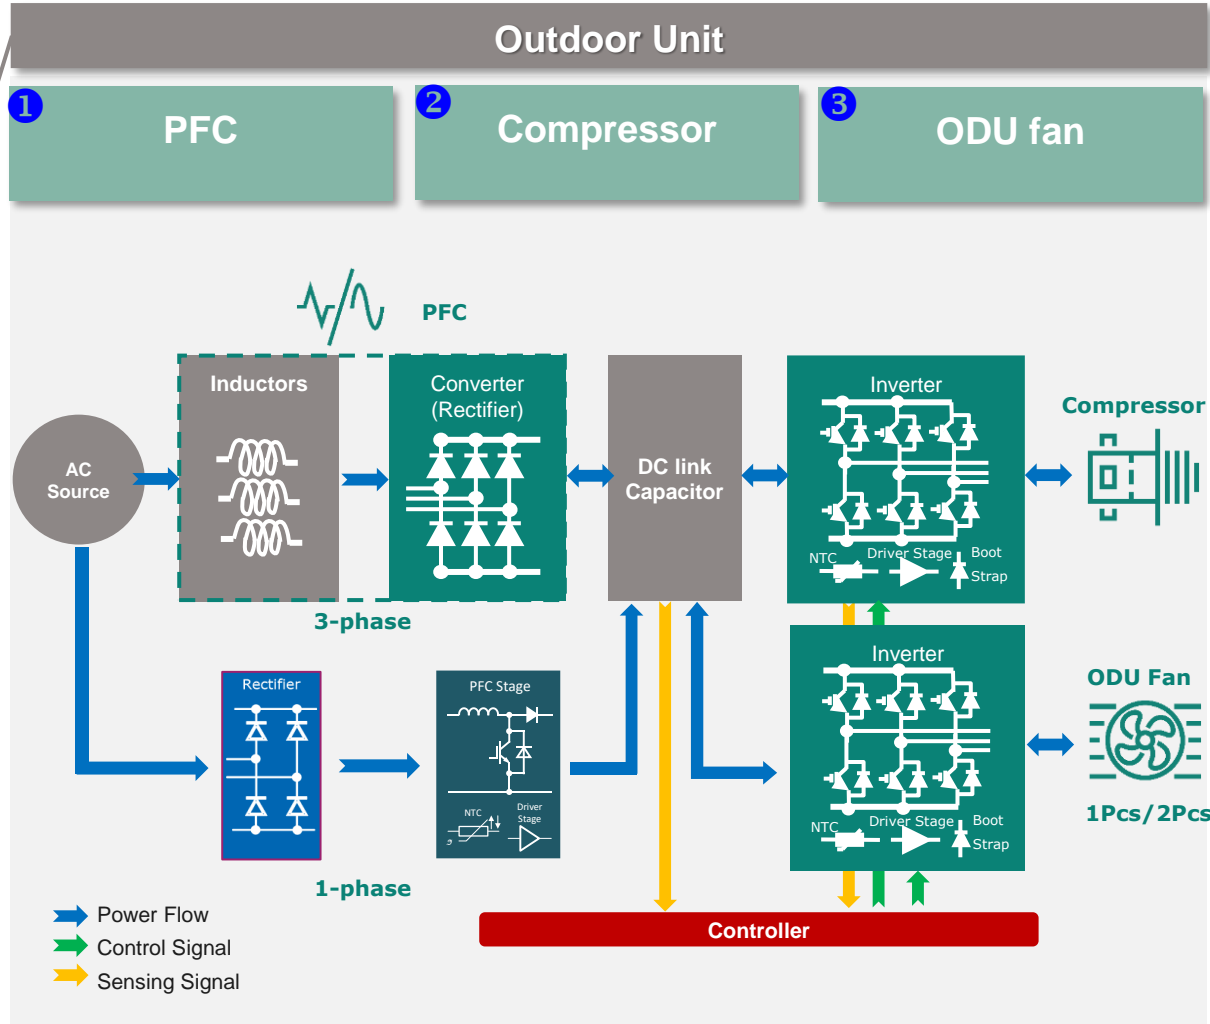 Outdoor Unit
1
PFC
2
Compressor
3
ODU fan
PFC
Inductors
Converter
(Rectifier)
AC
Source
DC link
Capacitor
Inverter
NTC
Driver Stage
Boot
Strap
Compressor
3-phase
Rectifier
PFC Stage
NTC
Driver
Stage
Inverter
NTC
Driver Stage
Boot
Strap
ODU Fan
1Pcs/2Pcs
1-phase
Power Flow
Control Signal
Sensing Signal
Controller